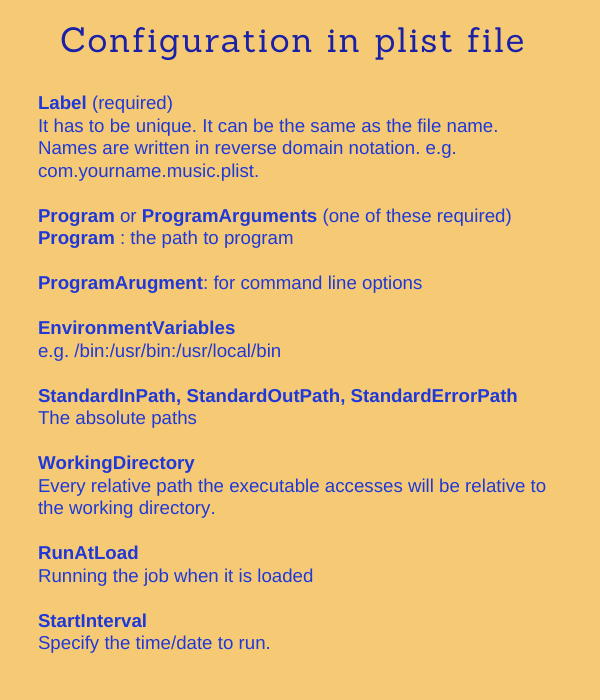 Configuration in plist file
Label (required)
It has to be unique. It can be the same as the file name.
Names are written in reverse domain notation. e.g.
com.yourname.music.plist.
Program or ProgramArguments (one of these required)
Program : the path to program
ProgramArugment: for command line options
EnvironmentVariables
e.g. /bin:/usr/bin:/usr/local/bin
StandardInPath, StandardOutPath, StandardErrorPath
The absolute paths
WorkingDirectory
Every relative path the executable accesses will be relative to
the working directory.
RunAtLoad
Running the job when it is loaded
StartInterval
Specify the time/date to run.